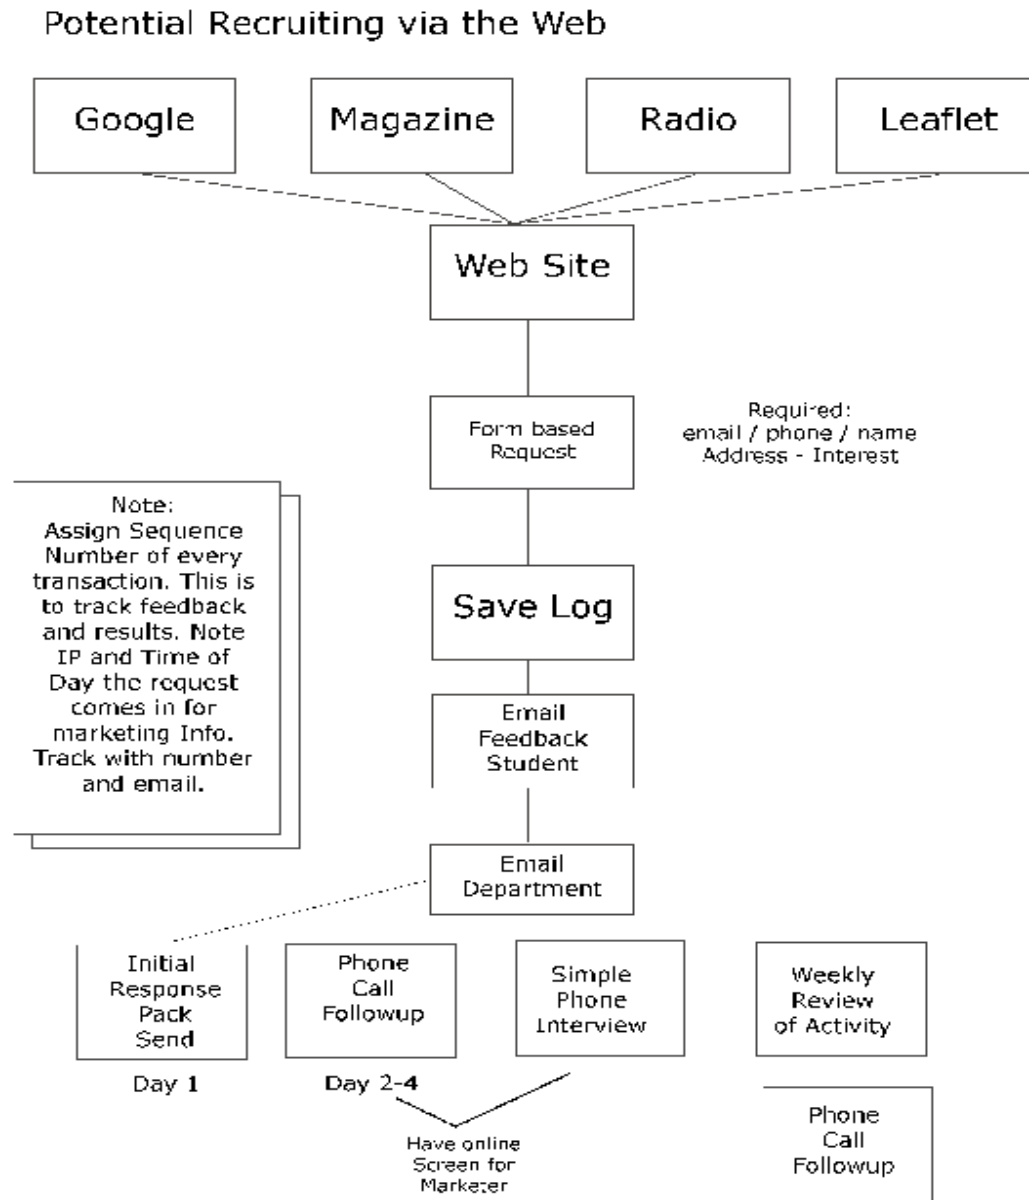 Potential Recruiting via the Web
Google
Magazine
Radio
Leaflet
Web Site
Form based
Request
Required:
email / phone / name
Address - Interest
Note:
Assign Sequence
Number of every
transaction. This is
to track feedback
and results. Note
IP and Time of
Day the request
comes in for
marketing Info.
Track with number
and email.
Save Log
Email
Feedback
Student
Email
Department
Initial
Response
Pack
Send
Day 1
Phone
Call
Followup
Day 2-4
Simple
Phone
Interview
Weekly
Review
of Activity
Have online
Screen for
Marketer
Phone
Call
Followup